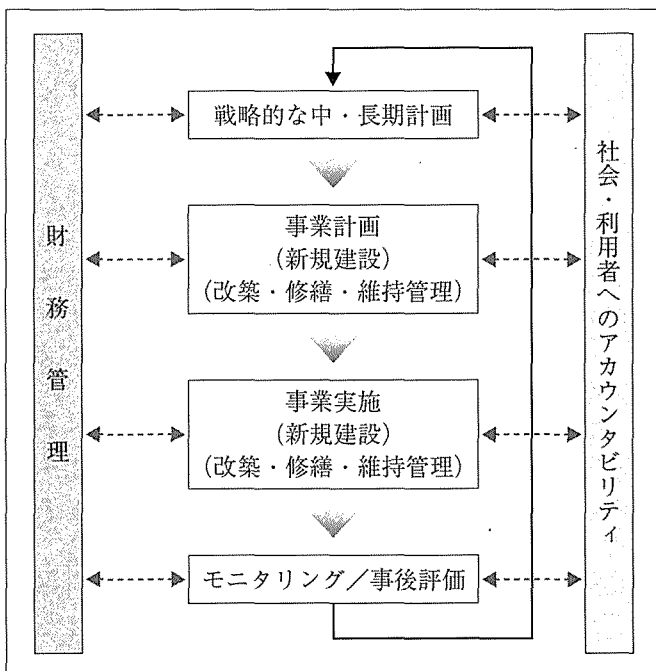 財務管理
戦略的な中・長期計画
事業計画
(新規建設)
(改築・修繕・維持管理)
事業実施
(新規建設)
(改築・修繕・維持管理)
モニタリング／事後評価
社会・利用者へのアカウンタビリティ